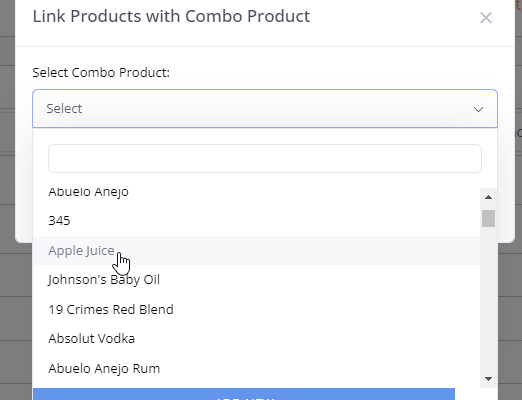 Link Products with Combo Product
Select Combo Product:
Select
Abuelo Anejo
345
Apple Juice
Johnson's Baby Oil
19 Crimes Red Blend
Absolut Vodka
Abuelo Anejo Rum